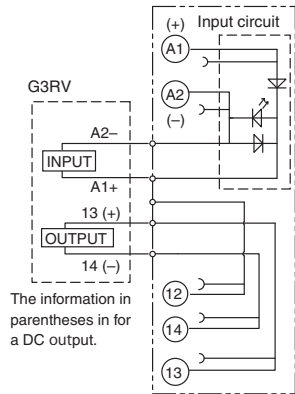 (+)
Input circuit
A1
A2
(–)
G3RV
A2–
INPUT
A1+
13 (+)
OUTPUT
14 (–)
The information in
parentheses in for
a DC output.
12
14
13